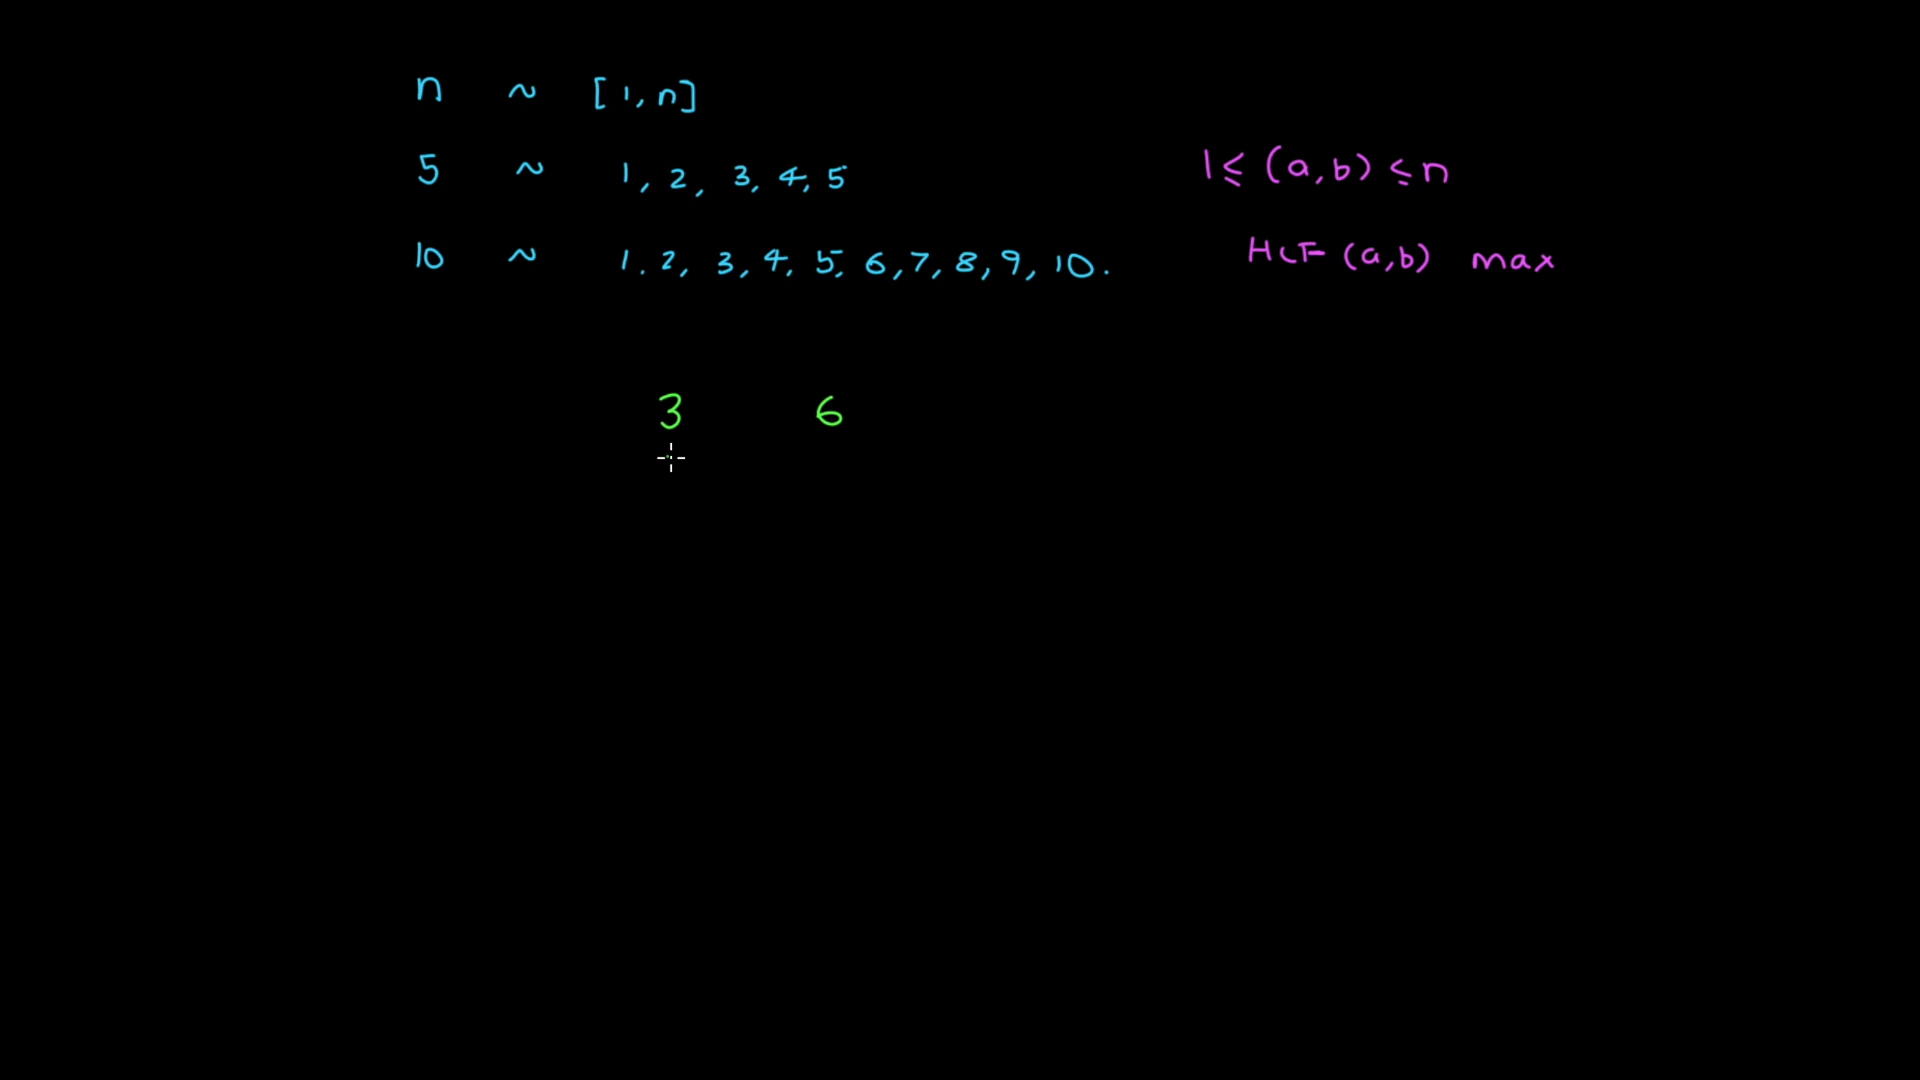 n ~ [1, n]
5 ~ 1, 2, 3, 4, 5
1 ≤ (a, b) ≤ n
10 ~ 1. 2, 3, 4, 5, 6, 7, 8, 9, 10.
HCF (a, b) max
3 6